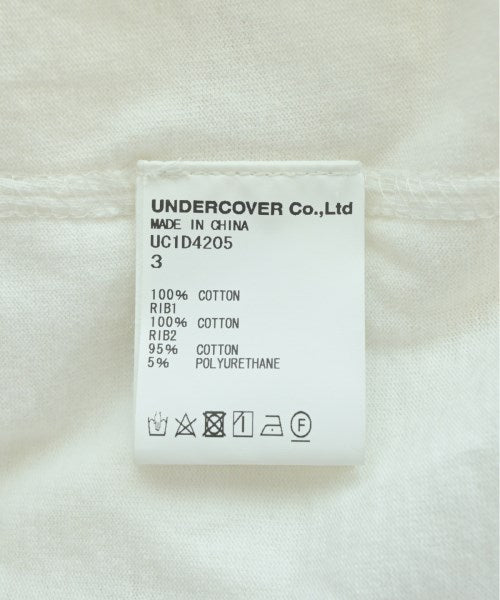 UNDERCOVER Co.,Ltd
MADE IN CHINA
UC1D4205
3
100% COTTON
RIB1
100% COTTON
RIB2
95% COTTON
5% POLYURETHANE
F